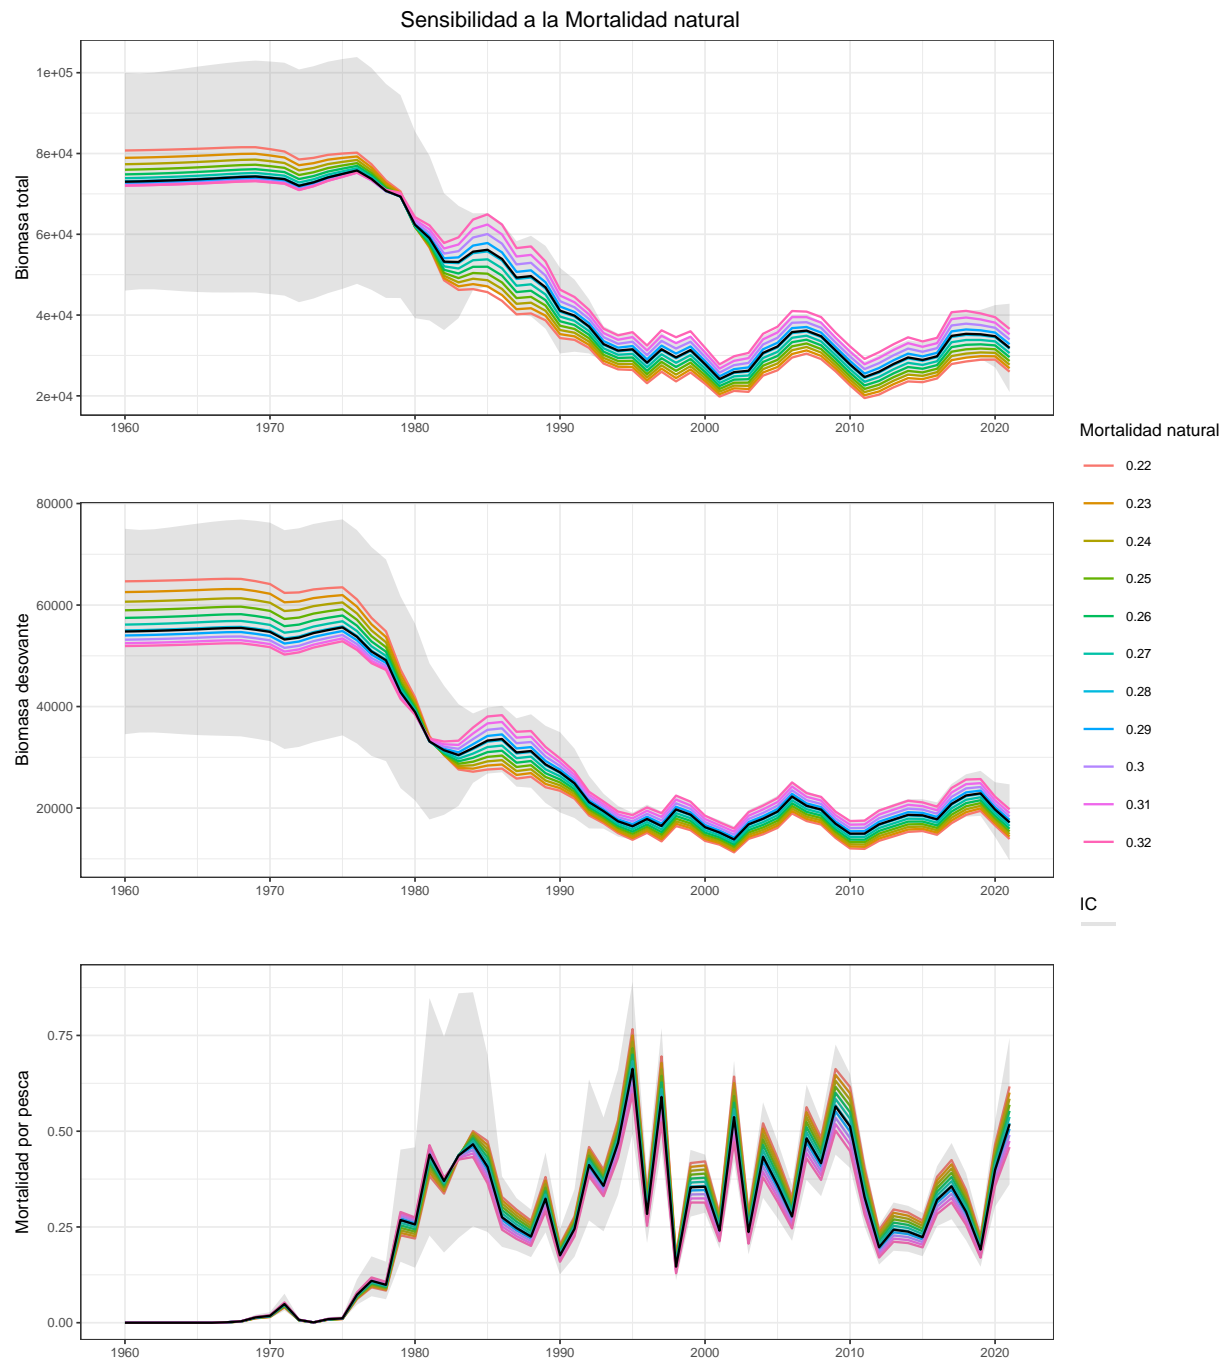 Sensibilidad a la Mortalidad natural
Biomasa total
1e+05
8e+04
6e+04
4e+04
2e+04
1960 1970 1980 1990 2000 2010 2020
Biomasa desovante
80000
60000
40000
20000
1960 1970 1980 1990 2000 2010 2020
Mortalidad por pesca
0.75
0.50
0.25
0.00
1960 1970 1980 1990 2000 2010 2020
Mortalidad natural
0.22
0.23
0.24
0.25
0.26
0.27
0.28
0.29
0.3
0.31
0.32
IC